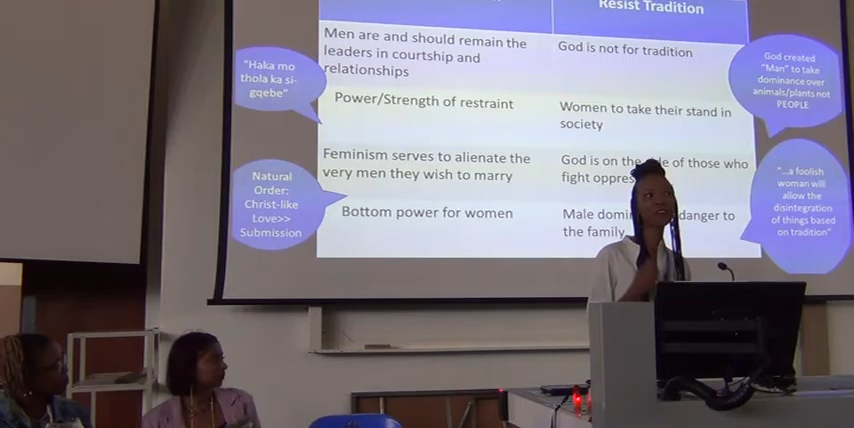 Resist Tradition
Men are and should remain the
leaders in courtship and
relationships
God is not for tradition
Power/Strength of restraint
Women to take their stand in
society
Feminism serves to alienate the
very men they wish to marry
God is on the of those who
fight
Bottom power for women
Male danger to
the family
"Haka mo
thola ka si-
gqebe"
Natural
Order:
Christ-like
Love>>
Submission
God created
"Man" to take
dominance over
animals/plants not
PEOPLE
"...a foolish
woman will
allow the
disintegration
of things based
on tradition"